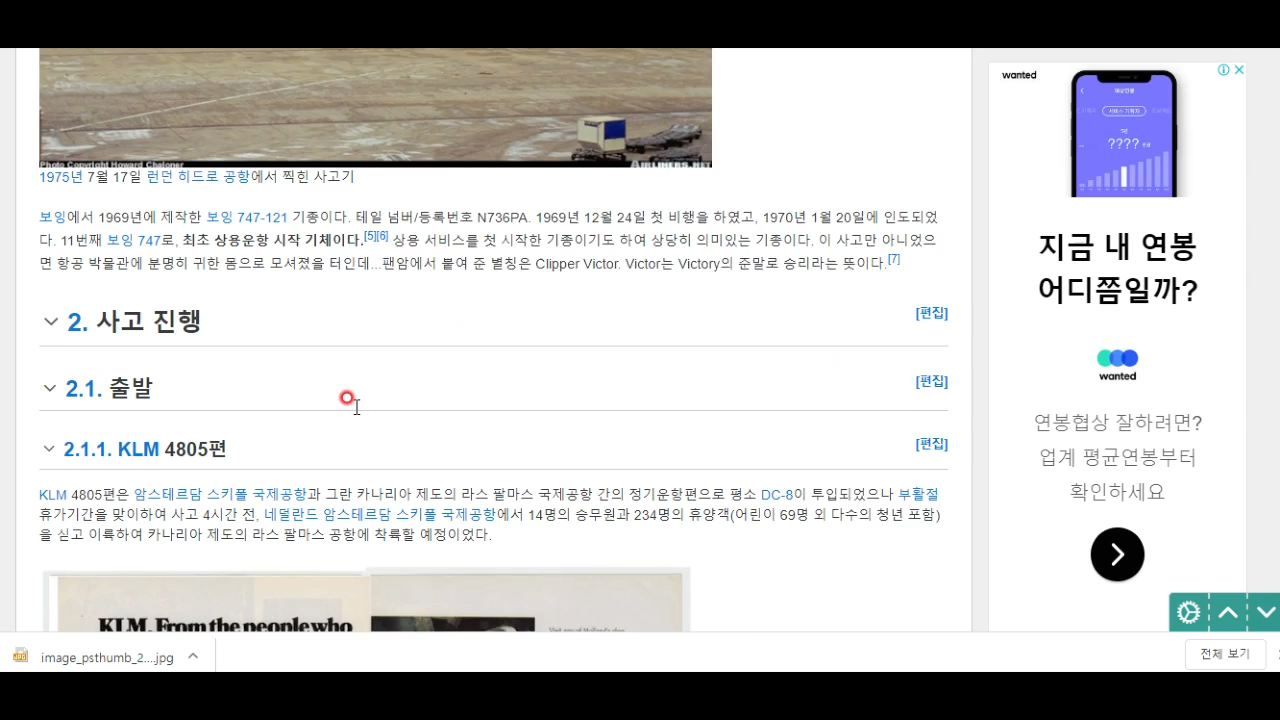 Photo Copyright Howard Chaloner
AIRLINERS.NET
1975년 7월 17일 런던 히드로 공항에서 찍힌 사고기
보잉에서 1969년에 제작한 보잉 747-121 기종이다. 테일 넘버/등록번호 N736PA. 1969년 12월 24일 첫 비행을 하였고, 1970년 1월 20일에 인도되었
다. 11번째 보잉 747로, 최초 상용운항 시작 기체이다.[5][6] 상용 서비스를 첫 시작한 기종이기도 하여 상당히 의미있는 기종이다. 이 사고만 아니었으
면 항공 박물관에 분명히 귀한 몸으로 모셔졌을 터인데...팬암에서 붙여 준 별칭은 Clipper Victor. Victor는 Victory의 준말로 승리라는 뜻이다.[7]
2. 사고 진행
[편집]
2.1. 출발
[편집]
2.1.1. KLM 4805편
[편집]
KLM 4805편은 암스테르담 스키폴 국제공항과 그란 카나리아 제도의 라스 팔마스 국제공항 간의 정기운항편으로 평소 DC-8이 투입되었으나 부활절
휴가기간을 맞이하여 사고 4시간 전, 네덜란드 암스테르담 스키폴 국제공항에서 14명의 승무원과 234명의 휴양객(어린이 69명 외 다수의 청년 포함)
을 싣고 이륙하여 카나리아 제도의 라스 팔마스 공항에 착륙할 예정이었다.
KLM. From the people who
wanted
????
지금 내 연봉
어디쯤일까?
wanted
연봉협상 잘하려면?
업계 평균연봉부터
확인하세요
image_psthumb_2....jpg
전체 보기